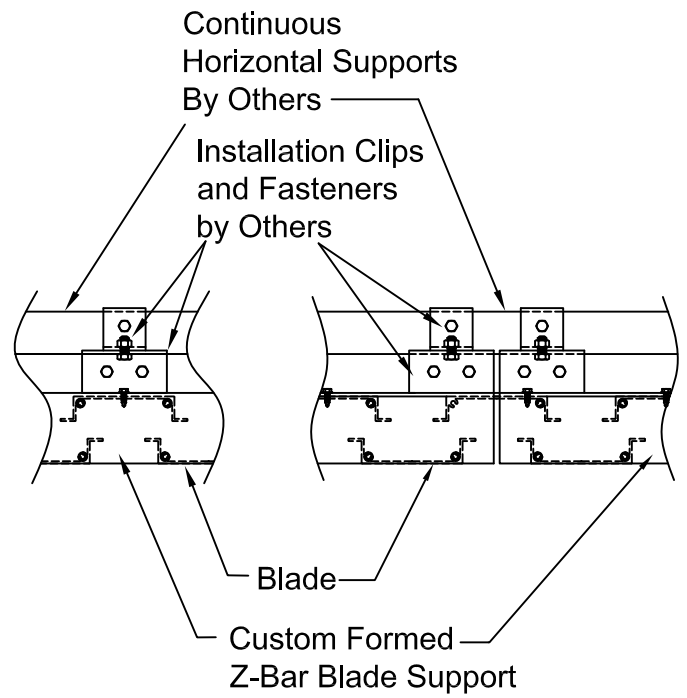 Continuous
Horizontal Supports
By Others
Installation Clips
and Fasteners
by Others
Blade
Custom Formed
Z-Bar Blade Support